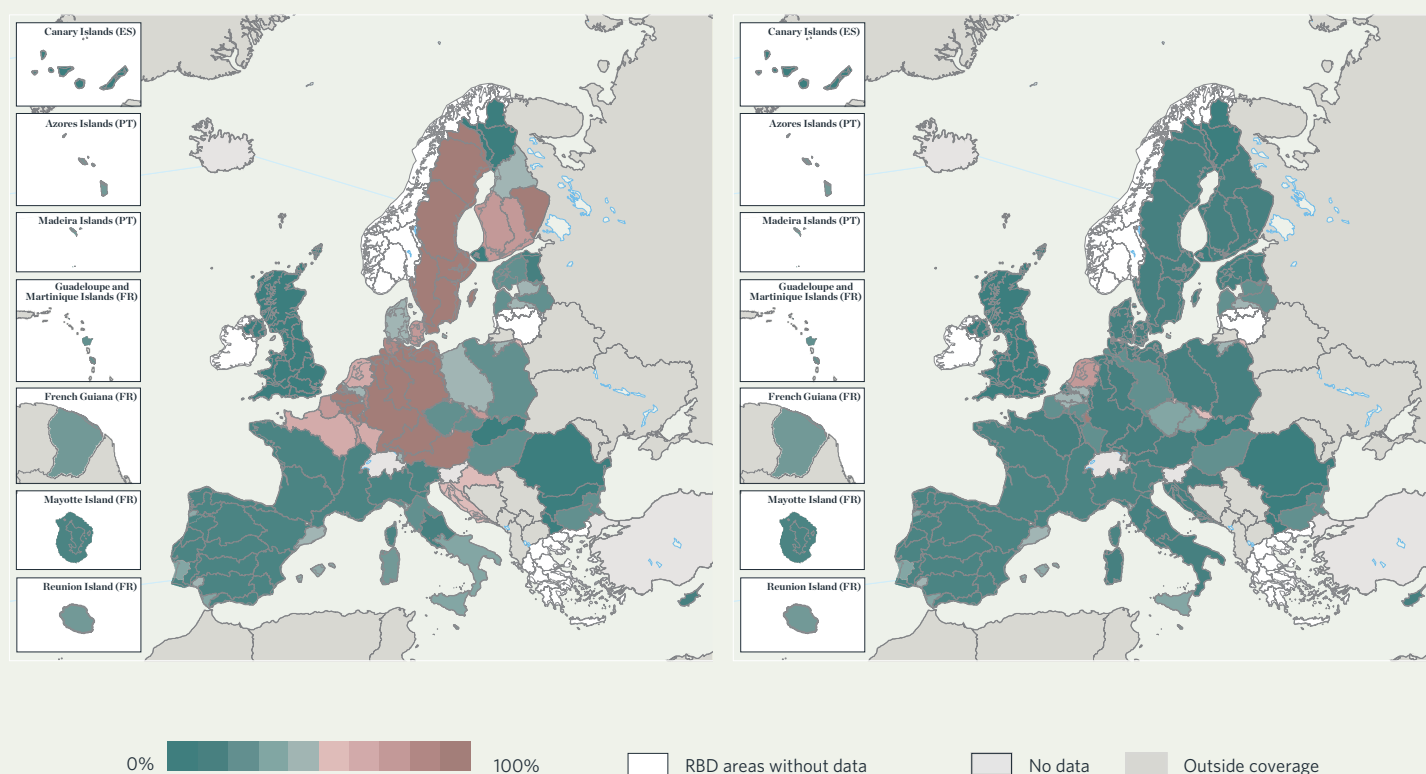 Canary Islands (ES)
Azores Islands (PT)
Madeira Islands (PT)
Guadeloupe and
Martinique Islands (FR)
French Guiana (FR)
Mayotte Island (FR)
Reunion Island (FR)
Canary Islands (ES)
Azores Islands (PT)
Madeira Islands (PT)
Guadeloupe and
Martinique Islands (FR)
French Guiana (FR)
Mayotte Island (FR)
Reunion Island (FR)
0%
100%
RBD areas without data
No data
Outside coverage